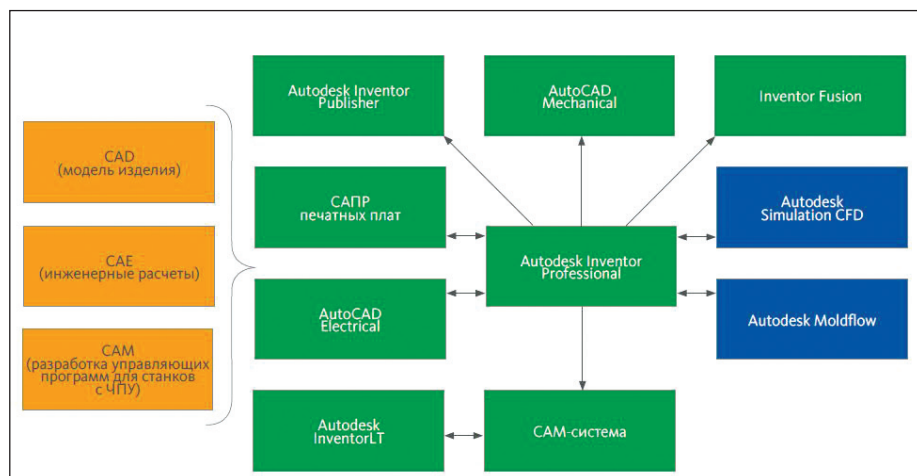 CAD
(модель изделия)
CAE
(инженерные расчеты)
CAM
(разработка управляющих
программ для станков
с ЧПУ)
Autodesk Inventor
Publisher
AutoCAD
Mechanical
Inventor Fusion
САПР
печатных плат
Autodesk Inventor
Professional
Autodesk
Simulation CFD
AutoCAD
Electrical
Autodesk Moldflow
Autodesk
InventorLT
CAM-система